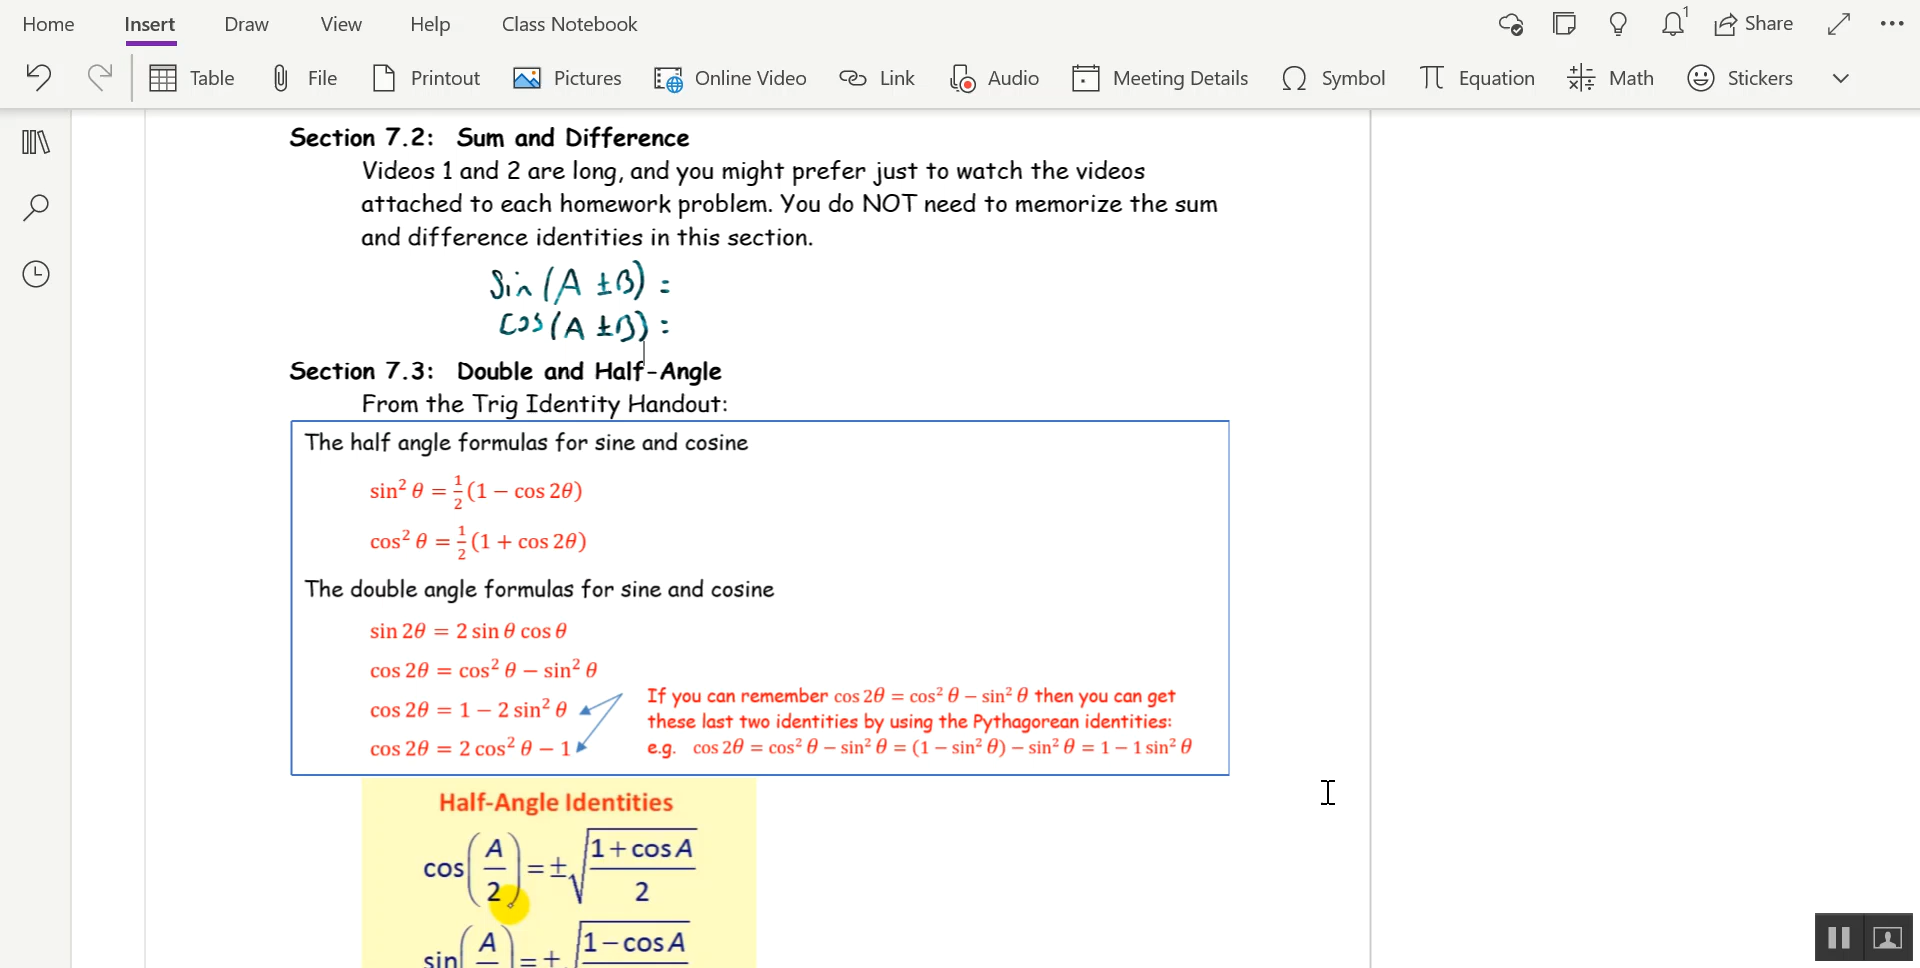 Home Insert Draw View Help Class Notebook 1 Share
Table File Printout Pictures Online Video Link Audio Meeting Details Symbol Equation Math Stickers
Section 7.2: Sum and Difference
Videos 1 and 2 are long, and you might prefer just to watch the videos
attached to each homework problem. You do NOT need to memorize the sum
and difference identities in this section.
Sin(A ± B) =
Cos(A ± B) =
Section 7.3: Double and Half-Angle
From the Trig Identity Handout:
The half angle formulas for sine and cosine
sin² θ = 1/2 (1 − cos 2θ)
cos² θ = 1/2 (1 + cos 2θ)
The double angle formulas for sine and cosine
sin 2θ = 2 sin θ cos θ
cos 2θ = cos² θ − sin² θ
cos 2θ = 1 − 2 sin² θ
cos 2θ = 2 cos² θ − 1
If you can remember cos 2θ = cos² θ − sin² θ then you can get
these last two identities by using the Pythagorean identities:
e.g. cos 2θ = cos² θ − sin² θ = (1 − sin² θ) − sin² θ = 1 − 1 sin² θ
Half-Angle Identities
cos(A/2) = ±√((1 + cos A)/2)
sin(A = ±√(1 − cos A